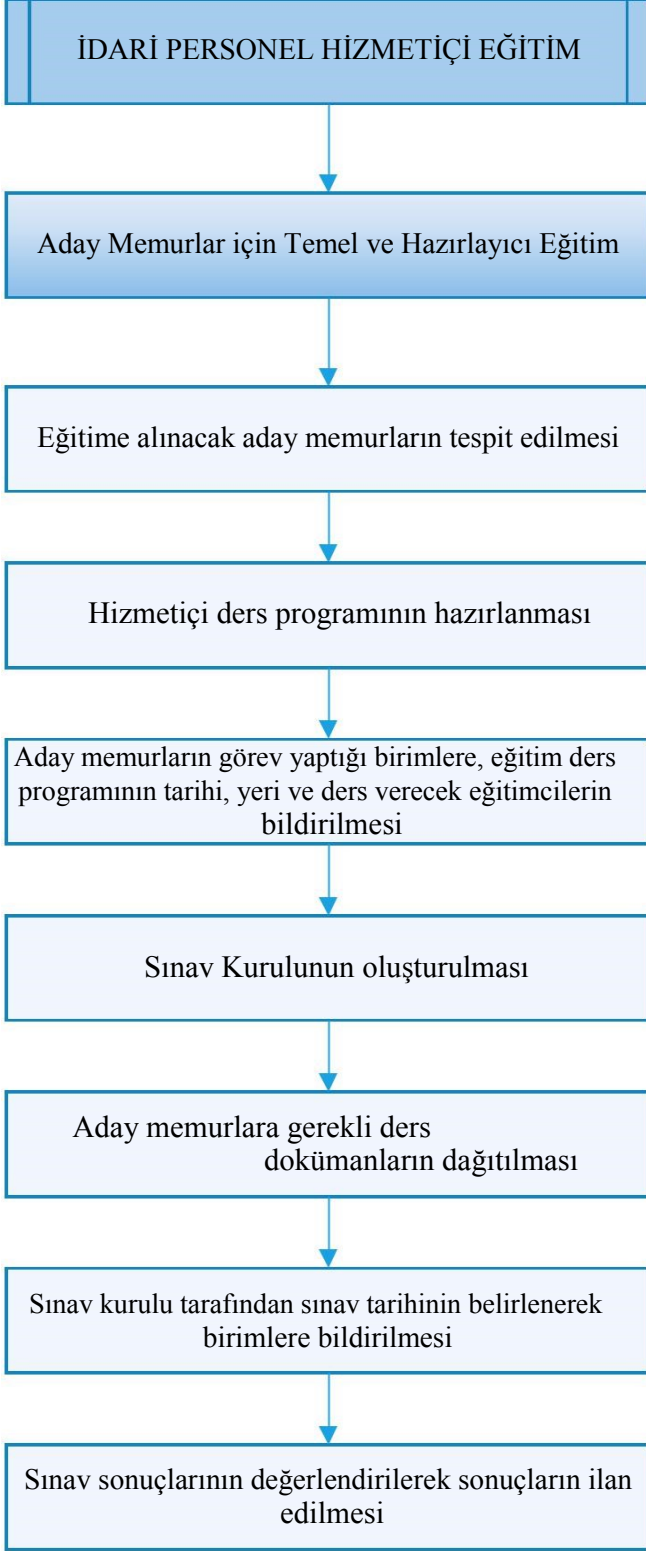 İDARİ PERSONEL HİZMETİÇİ EĞİTİM
Aday Memurlar için Temel ve Hazırlayıcı Eğitim
Eğitime alınacak aday memurların tespit edilmesi
Hizmetiçi ders programının hazırlanması
Aday memurların görev yaptığı birimlere, eğitim ders
programının tarihi, yeri ve ders verecek eğitimcilerin
bildirilmesi
Sınav Kurulunun oluşturulması
Aday memurlara gerekli ders
dokümanların dağıtılması
Sınav kurulu tarafından sınav tarihinin belirlenerek
birimlere bildirilmesi
Sınav sonuçlarının değerlendirilerek sonuçların ilan
edilmesi